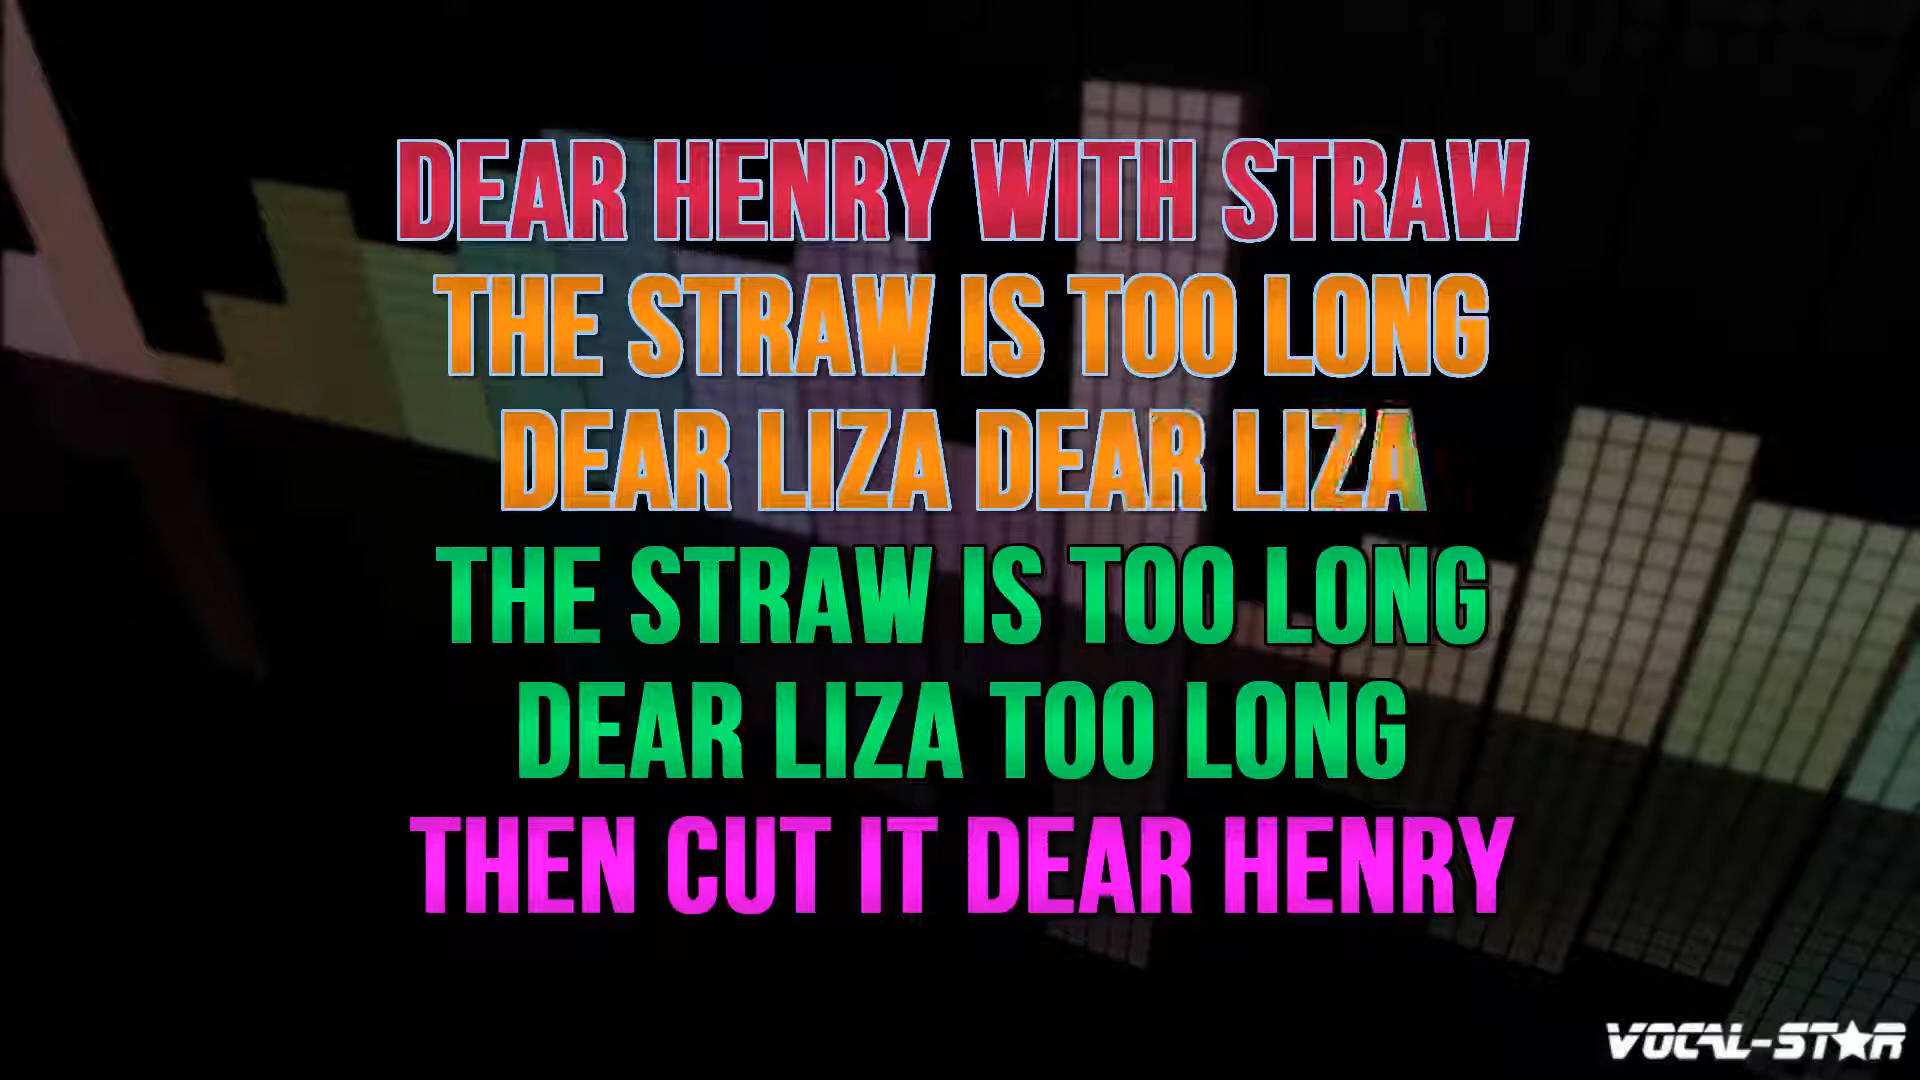 DEAR HENRY WITH STRAW
THE STRAW IS TOO LONG
DEAR LIZA DEAR LIZA
THE STRAW IS TOO LONG
DEAR LIZA TOO LONG
THEN CUT IT DEAR HENRY
VOCAL-STAR